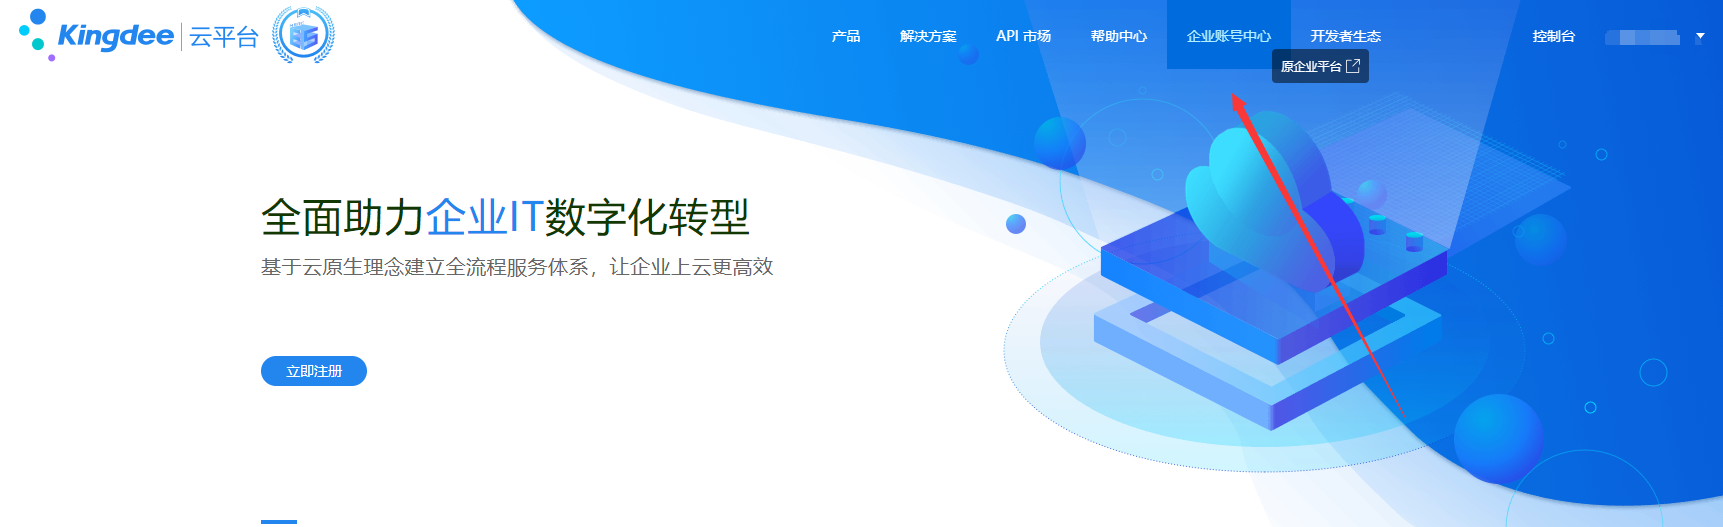 Kingdee 云平台
产品 解决方案 API 市场 帮助中心 企业账号中心 开发者生态 控制台
原企业平台
全面助力企业IT数字化转型
基于云原生理念建立全流程服务体系，让企业上云更高效
立即注册